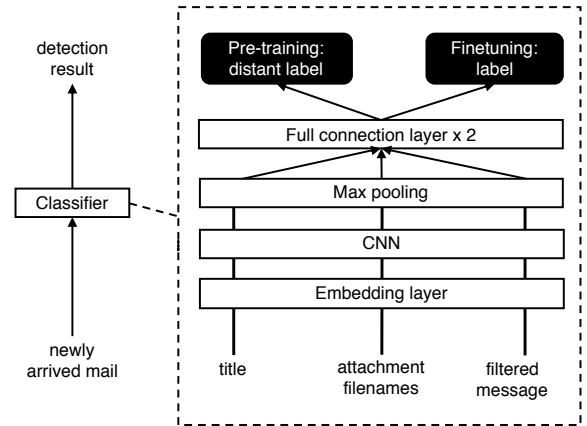 detection
result
Classifier
newly
arrived mail
Pre-training:
distant label
Finetuning:
label
Full connection layer x 2
Max pooling
CNN
Embedding layer
title
attachment
filenames
filtered
message